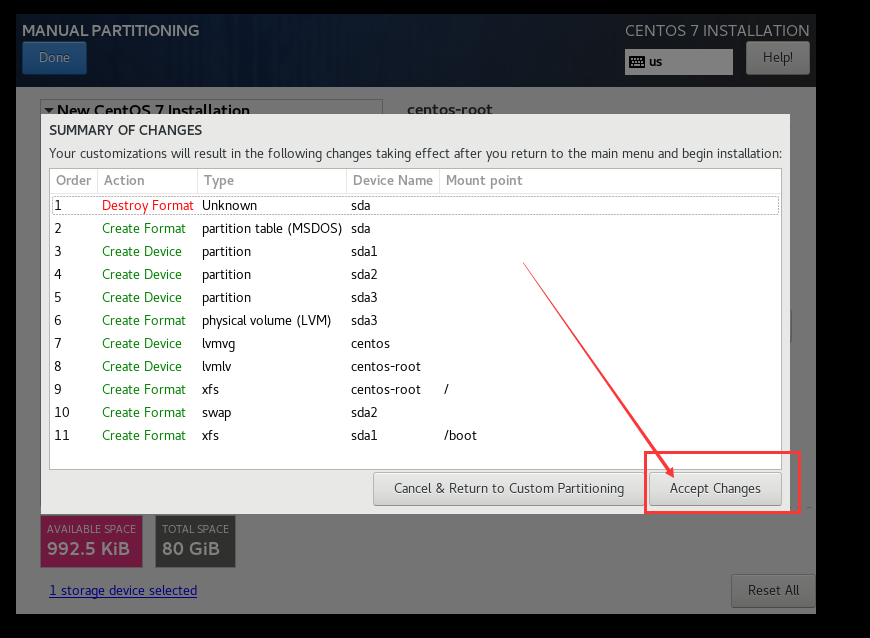 MANUAL PARTITIONING
CENTOS 7 INSTALLATION
Done
us
Help!
New CentOS 7 Installation
centos-root
SUMMARY OF CHANGES
Your customizations will result in the following changes taking effect after you return to the main menu and begin installation:
Order Action Type Device Name Mount point
1 Destroy Format Unknown sda
2 Create Format partition table (MSDOS) sda
3 Create Device partition sda1
4 Create Device partition sda2
5 Create Device partition sda3
6 Create Format physical volume (LVM) sda3
7 Create Device lvmvg centos
8 Create Device lvmlv centos-root
9 Create Format xfs centos-root /
10 Create Format swap sda2
11 Create Format xfs sda1 /boot
Cancel & Return to Custom Partitioning
Accept Changes
AVAILABLE SPACE
992.5 KiB
TOTAL SPACE
80 GiB
1 storage device selected
Reset All